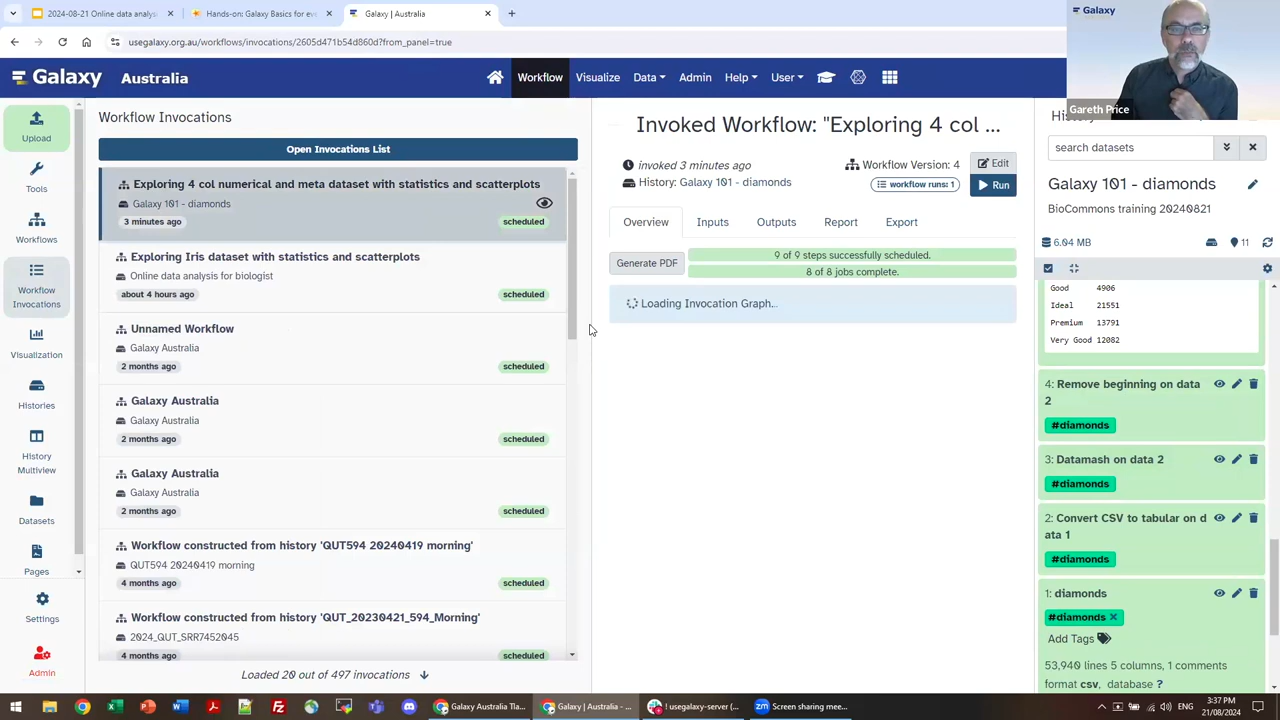 2024-08-21 Online data analysi
Hands-on: Galaxy Basics for eve
Galaxy | Australia
usegalaxy.org.au/workflows/invocations/2605d471b54d860d?from_panel=true
Galaxy Australia
Workflow Visualize Data Admin Help User
Galaxy
Gareth Price
Upload
Tools
Workflows
Workflow
Invocations
Visualization
Histories
History
Multiview
Datasets
Pages
Settings
Admin
Workflow Invocations
Open Invocations List
Exploring 4 col numerical and meta dataset with statistics and scatterplots
Galaxy 101 - diamonds
3 minutes ago scheduled
Exploring Iris dataset with statistics and scatterplots
Online data analysis for biologist
about 4 hours ago scheduled
Unnamed Workflow
Galaxy Australia
2 months ago scheduled
Galaxy Australia
Galaxy Australia
2 months ago scheduled
Galaxy Australia
Galaxy Australia
2 months ago scheduled
Workflow constructed from history 'QUT594 20240419 morning'
QUT594 20240419 morning
4 months ago scheduled
Workflow constructed from history 'QUT_20230421_594_Morning'
2024_QUT_SRR7452045
4 months ago scheduled
Loaded 20 out of 497 invocations
Invoked Workflow: "Exploring 4 col ...
invoked 3 minutes ago
History: Galaxy 101 - diamonds
Workflow Version: 4
workflow runs: 1
Edit
Run
Overview Inputs Outputs Report Export
Generate PDF
9 of 9 steps successfully scheduled.
8 of 8 jobs complete.
Loading Invocation Graph...
search datasets
Galaxy 101 - diamonds
BioCommons training 20240821
6.04 MB 11
Good 4906
Ideal 21551
Premium 13791
Very Good 12082
4: Remove beginning on data
2
#diamonds
3: Datamash on data 2
#diamonds
2: Convert CSV to tabular on d
ata 1
#diamonds
1: diamonds
#diamonds
Add Tags
53,940 lines 5 columns, 1 comments
format csv, database ?
Galaxy Australia Tla...
Galaxy | Australia - ...
! usegalaxy-server (...
Screen sharing mee...
ENG
3:37 PM
21/08/2024